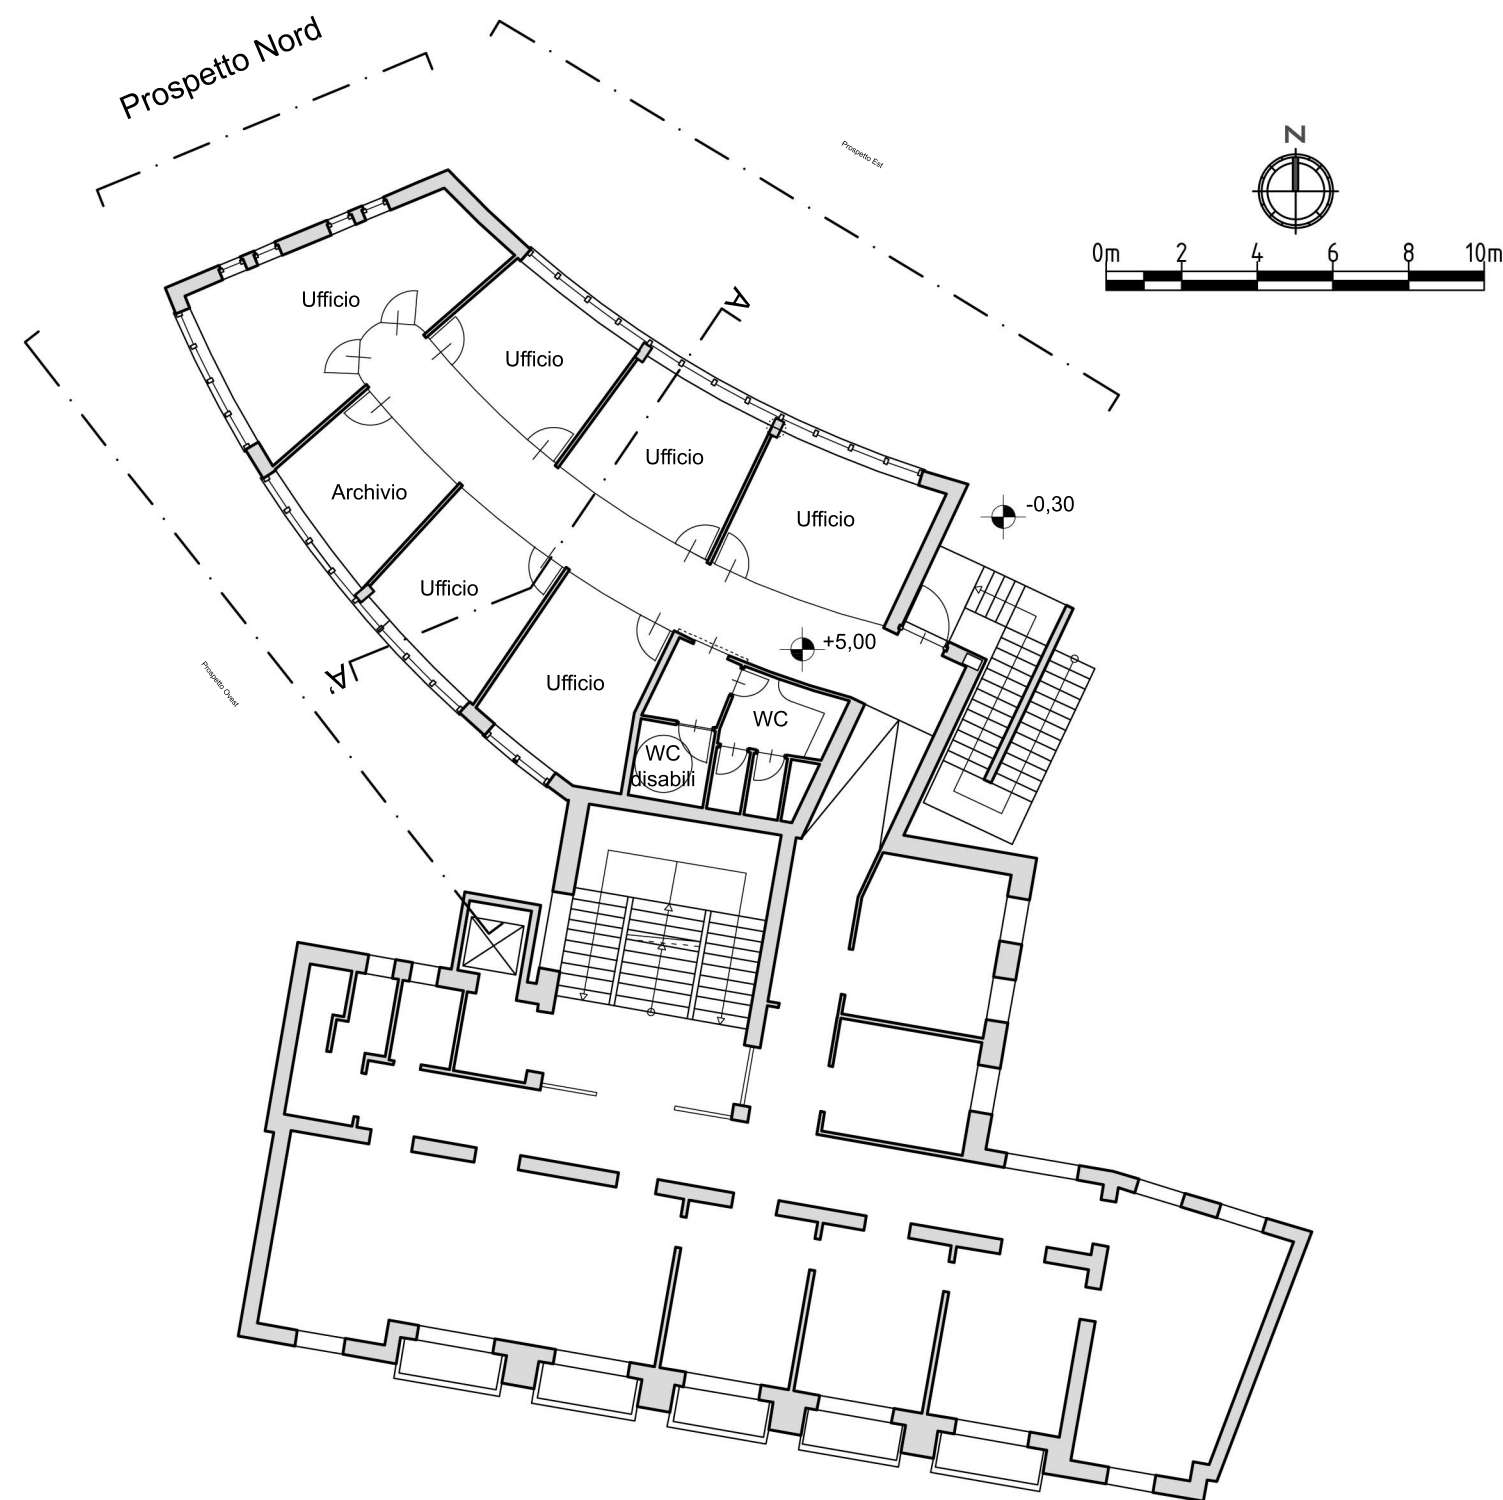 Prospetto Nord
Prospetto Est
N
0m 2 4 6 8 10m
Ufficio
A
Ufficio
Ufficio
Archivio
Ufficio
-0,30
Ufficio
+5,00
Prospetto Ovest
A'
Ufficio
WC
WC
disabili